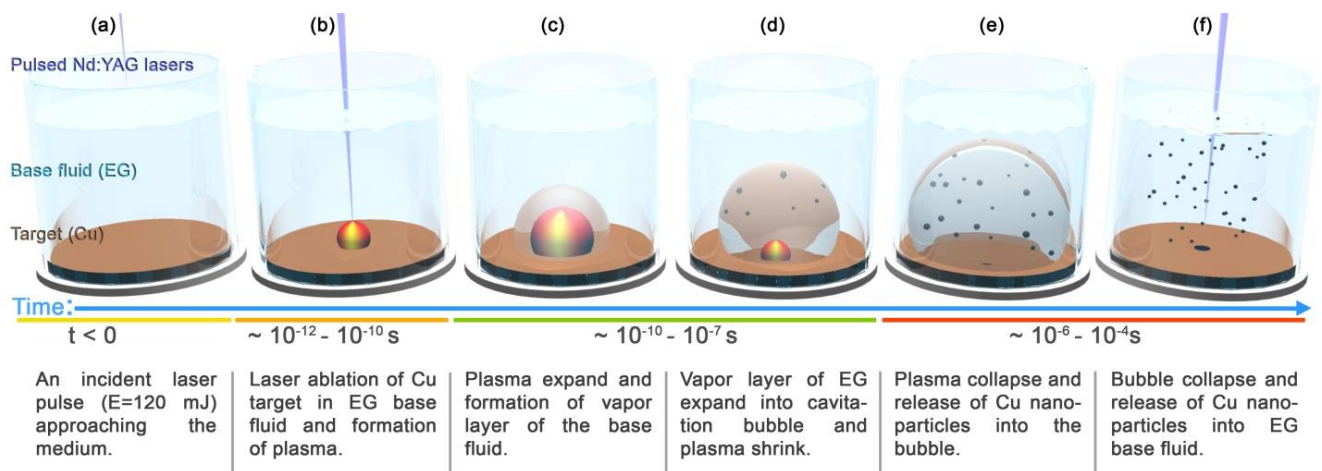 (a) (b) (c) (d) (e) (f)
Pulsed Nd:YAG lasers
Base fluid (EG)
Target (Cu)
Time:
t < 0 ~ 10⁻¹² - 10⁻¹⁰ s ~ 10⁻¹⁰ - 10⁻⁷ s ~ 10⁻⁶ - 10⁻⁴s
An incident laser
pulse (E=120 mJ)
approaching the
medium.
Laser ablation of Cu
target in EG base
fluid and formation
of plasma.
Plasma expand and
formation of vapor
layer of the base
fluid.
Vapor layer of EG
expand into cavita-
tion bubble and
plasma shrink.
Plasma collapse and
release of Cu nano-
particles into the
bubble.
Bubble collapse and
release of Cu nano-
particles into EG
base fluid.